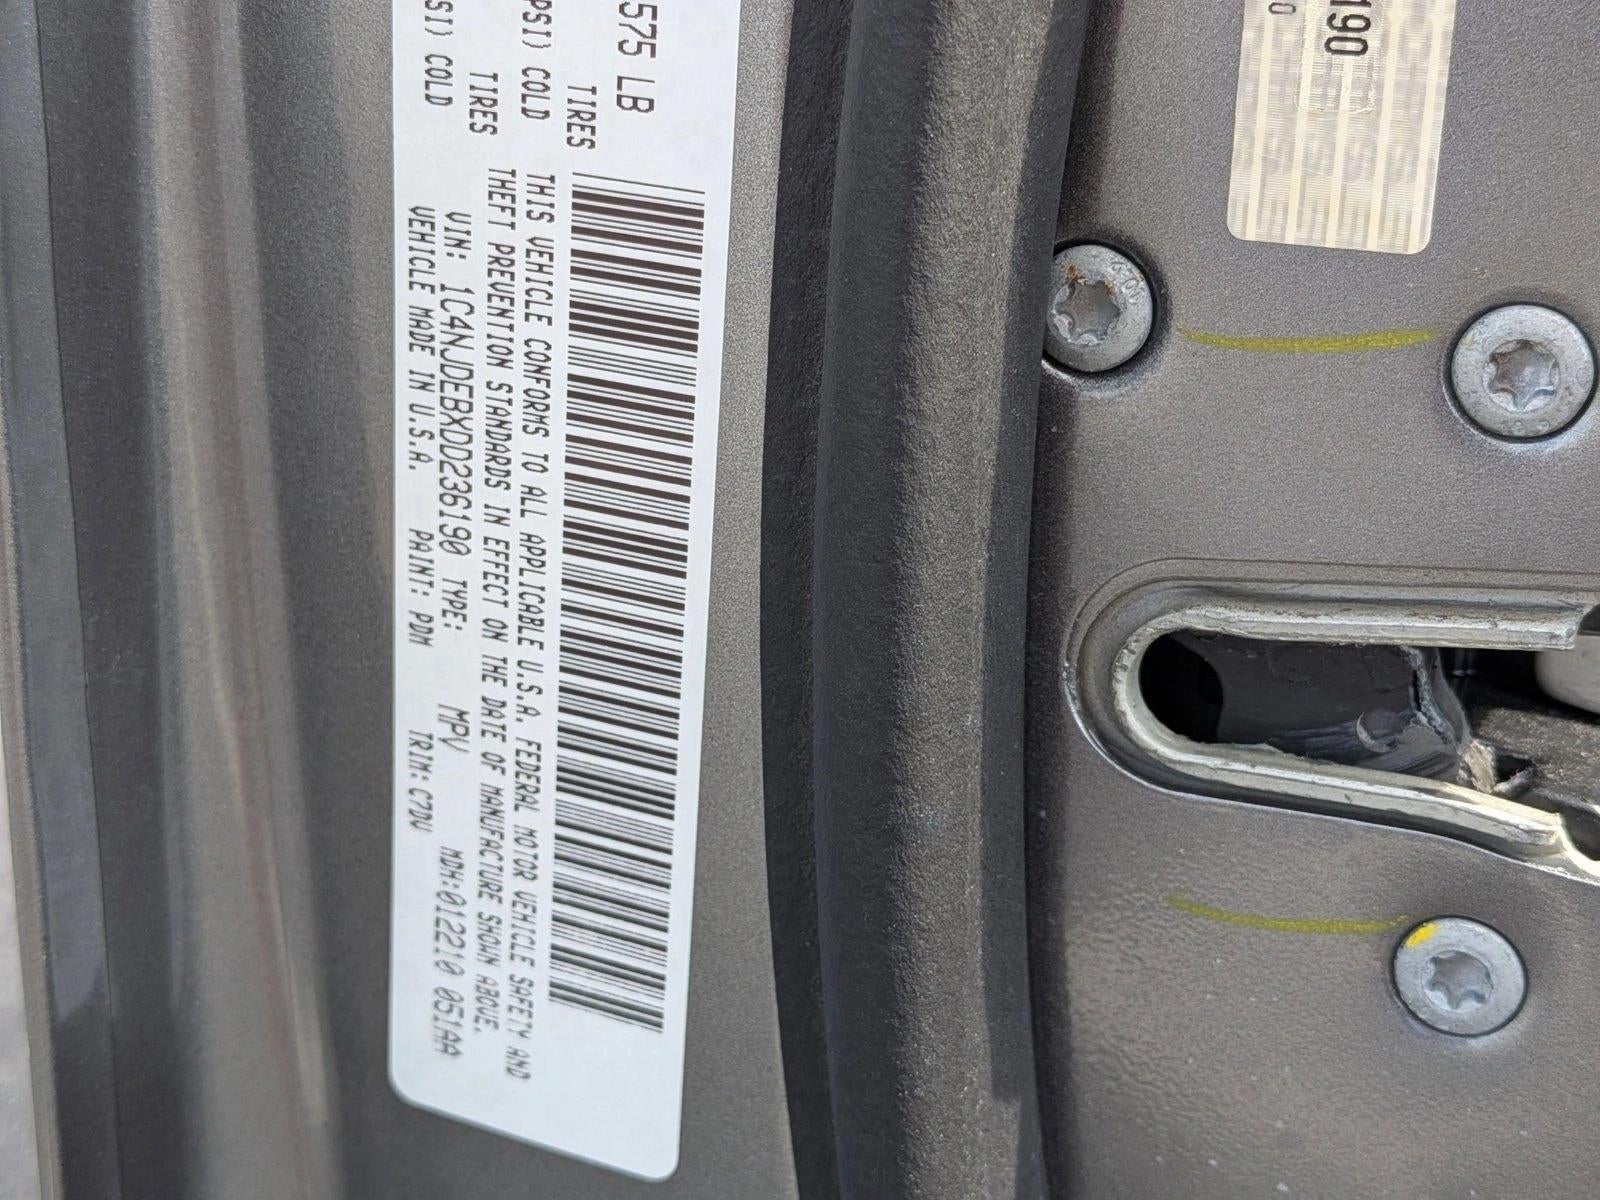 575 LB
TIRES
PSI) COLD
TIRES
SI) COLD
THIS VEHICLE CONFORMS TO ALL APPLICABLE U.S.A. FEDERAL MOTOR VEHICLE SAFETY AND
THEFT PREVENTION STANDARDS IN EFFECT ON THE DATE OF MANUFACTURE SHOWN ABOVE.
VIN: 1C4NJDEBXDD236190 TYPE: MPV MDH:012210 051AA
VEHICLE MADE IN U.S.A. PAINT: PDM TRIM: C7DV
190
0